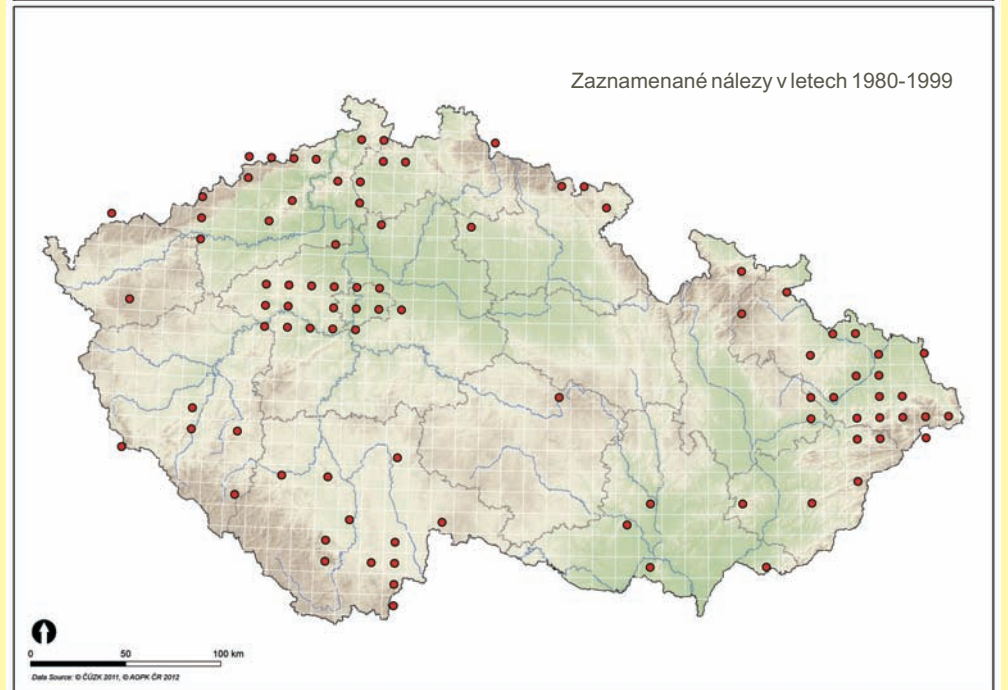 Zaznamenané nálezy v letech 1980-1999
0 50 100 km
Data Source: © ČÚZK 2011, © AOPK ČR 2012